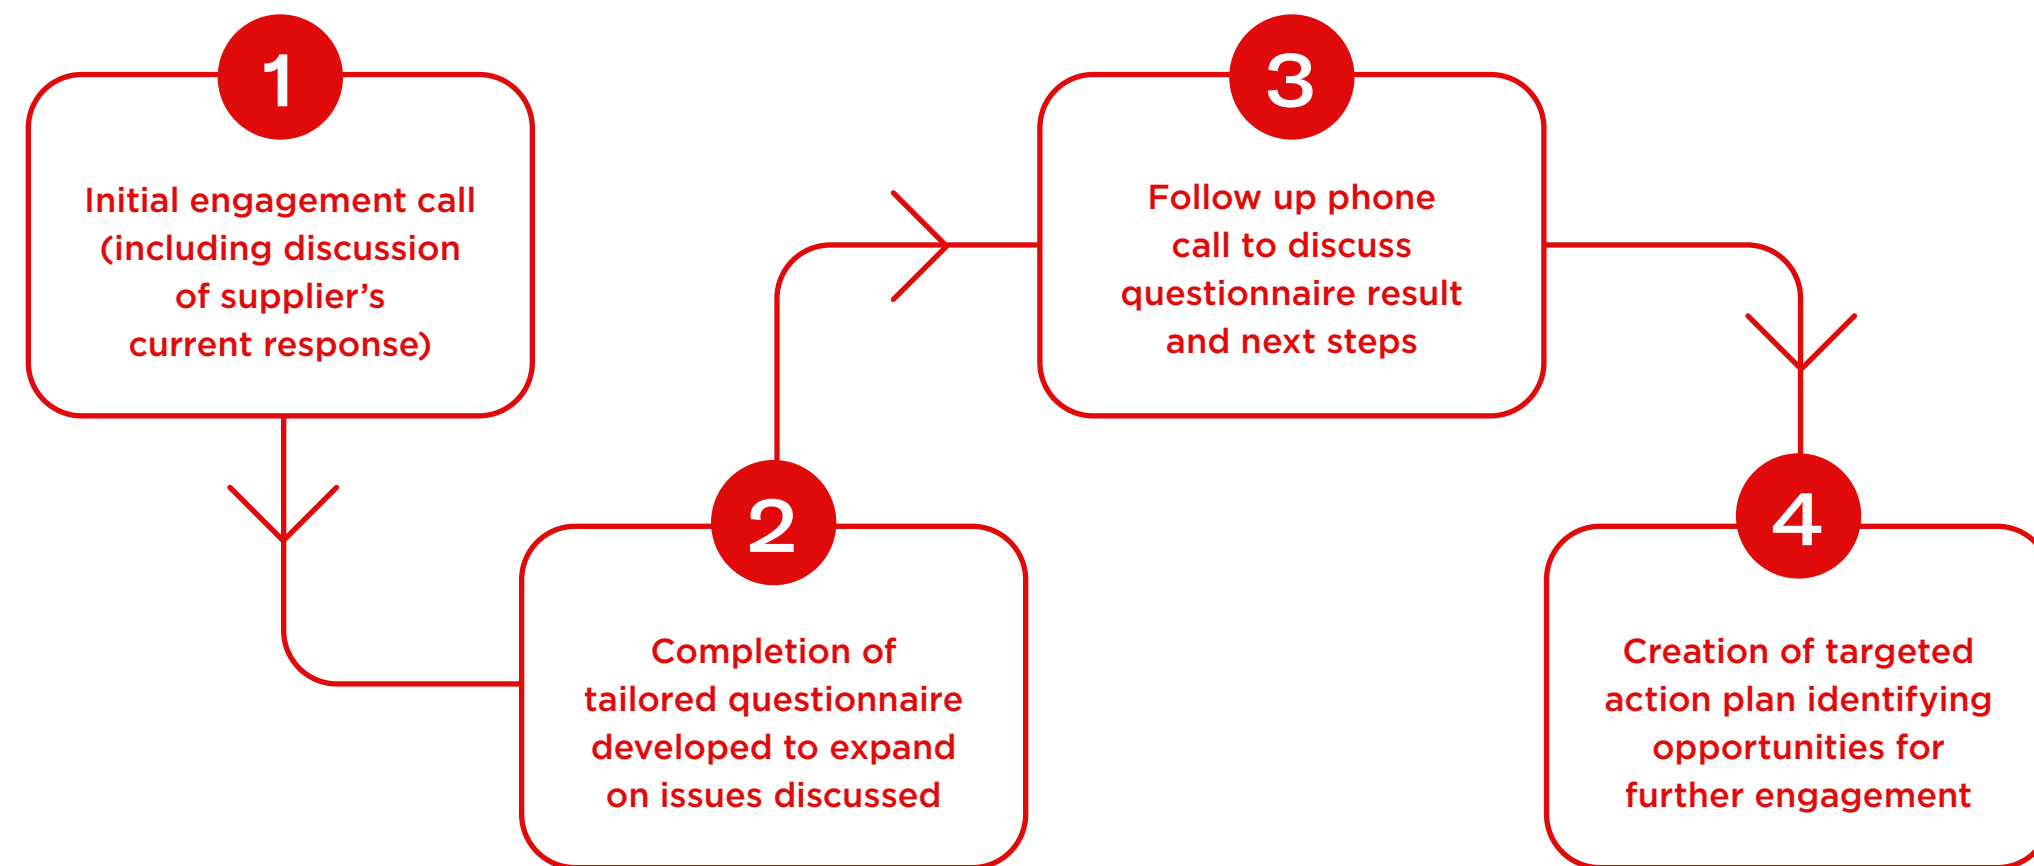 1
Initial engagement call
(including discussion
of supplier’s
current response)
2
Completion of
tailored questionnaire
developed to expand
on issues discussed
3
Follow up phone
call to discuss
questionnaire result
and next steps
4
Creation of targeted
action plan identifying
opportunities for
further engagement